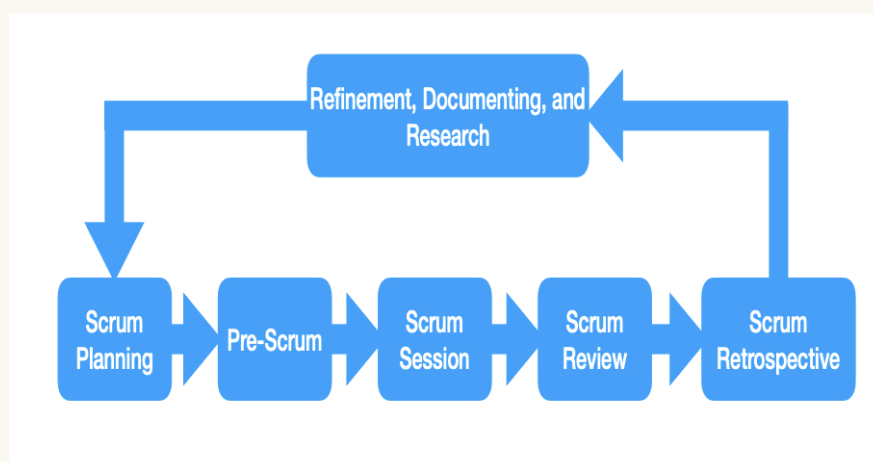 Refinement, Documenting, and
Research
Scrum
Planning
Pre-Scrum
Scrum
Session
Scrum
Review
Scrum
Retrospective